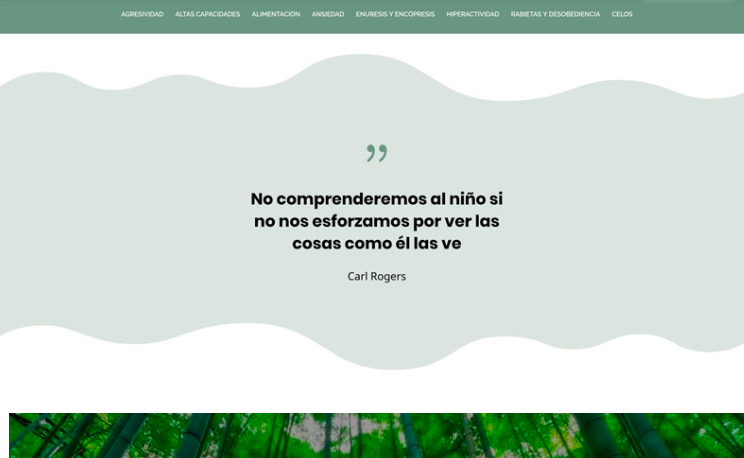 AGRESIVIDAD ALTAS CAPACIDADES ALIMENTACIÓN ANSIEDAD ENURESIS Y ENCOPRESIS HIPERACTIVIDAD RABIETAS Y DESOBEDIENCIA CELOS
”
No comprenderemos al niño si
no nos esforzamos por ver las
cosas como él las ve
Carl Rogers